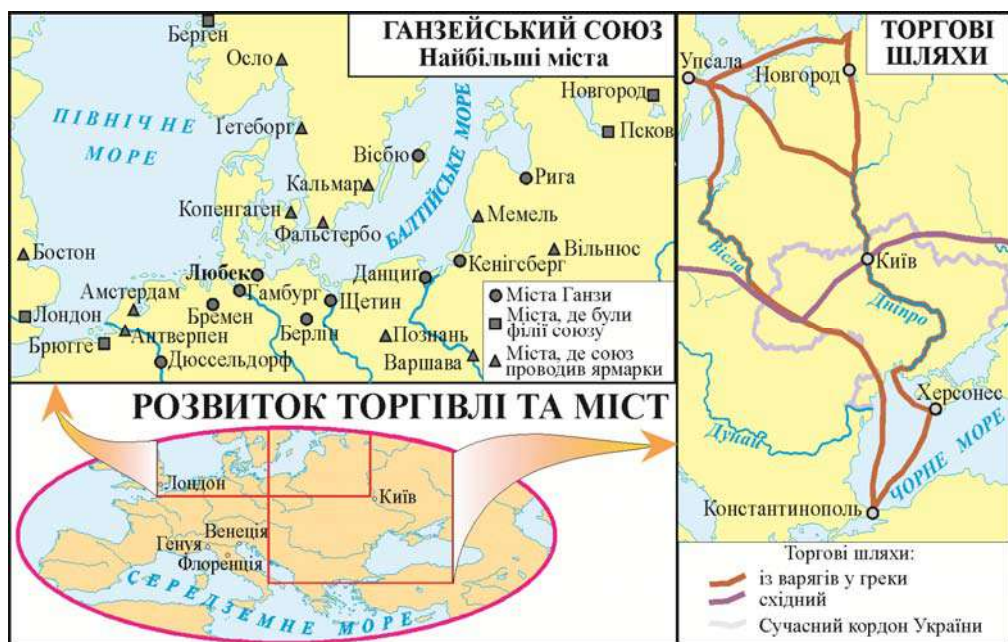 ГАНЗЕЙСЬКИЙ СОЮЗ
Найбільші міста
Берген
Осло
ПІВНІЧНЕ
МОРЕ
Ґетеборг
Новгород
Псков
Вісбю
Кальмар
БАЛТІЙСЬКЕ МОРЕ
Рига
Копенгаген
Фальстербо
Мемель
Бостон
Вільнюс
Любек
Данциґ
Кенігсберг
Амстердам
Гамбург
Щетин
Лондон
Бремен
Антверпен
Берлін
Познань
Брюгге
Дюссельдорф
Варшава
Міста Ганзи
Міста, де були
філії союзу
Міста, де союз
проводив ярмарки
РОЗВИТОК ТОРГІВЛІ ТА МІСТ
Лондон
Київ
Венеція
Генуя
Флоренція
СЕРЕДЗЕМНЕ МОРЕ
ТОРГОВІ
ШЛЯХИ
Упсала
Новгород
Вісла
Київ
Дніпро
Херсонес
Дунай
ЧОРНЕ МОРЕ
Константинополь
Торгові шляхи:
із варягів у греки
східний
Сучасний кордон України